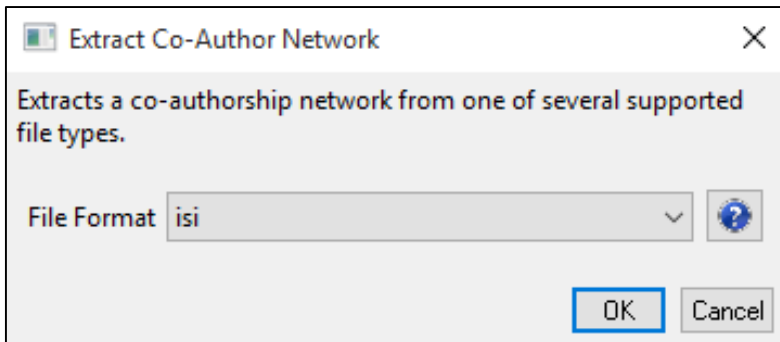 Extract Co-Author Network
Extracts a co-authorship network from one of several supported
file types.
File Format isi
OK Cancel